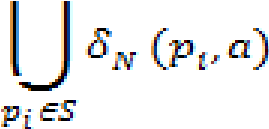 ⋃_{p_i ∈ S} δ_N (p_i, a)